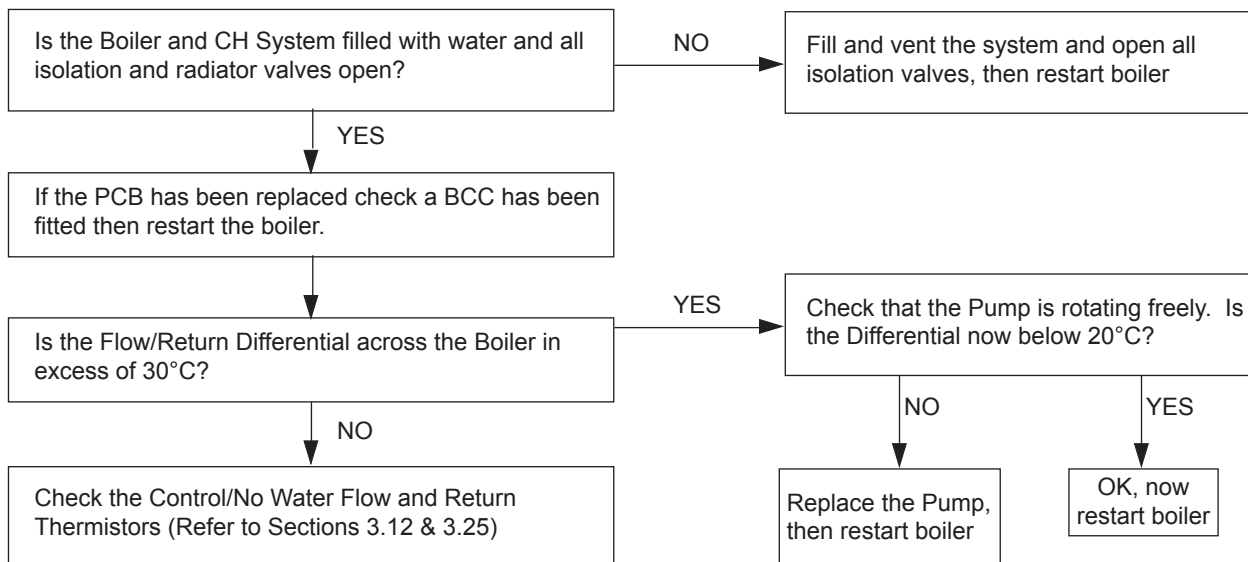 Is the Boiler and CH System filled with water and all
isolation and radiator valves open?
NO
Fill and vent the system and open all
isolation valves, then restart boiler
YES
If the PCB has been replaced check a BCC has been
fitted then restart the boiler.
Is the Flow/Return Differential across the Boiler in
excess of 30°C?
YES
Check that the Pump is rotating freely.  Is
the Differential now below 20°C?
NO
Check the Control/No Water Flow and Return
Thermistors (Refer to Sections 3.12 & 3.25)
NO
Replace the Pump,
then restart boiler
YES
OK, now
restart boiler